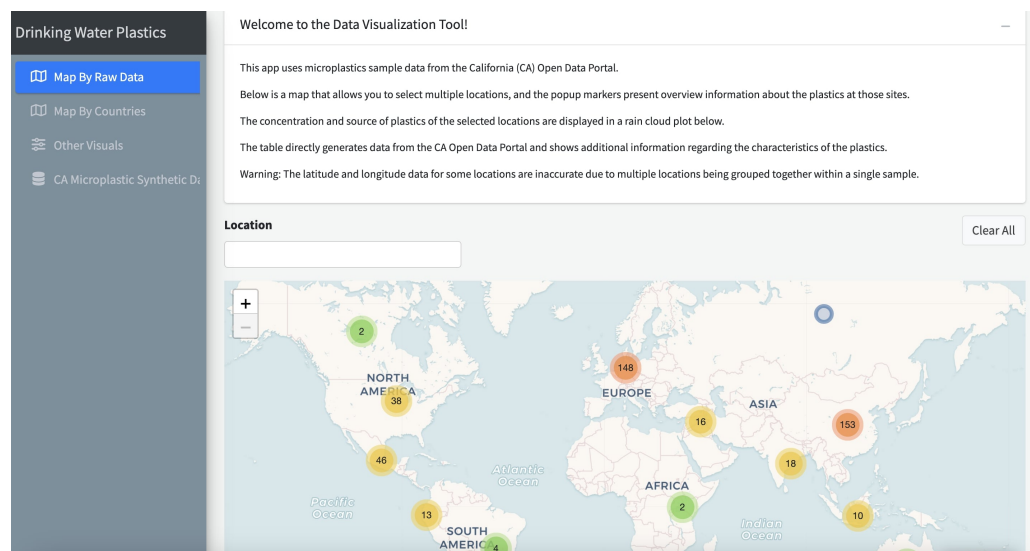 Drinking Water Plastics
Map By Raw Data
Map By Countries
Other Visuals
CA Microplastic Synthetic Da
Welcome to the Data Visualization Tool!
This app uses microplastics sample data from the California (CA) Open Data Portal.
Below is a map that allows you to select multiple locations, and the popup markers present overview information about the plastics at those sites.
The concentration and source of plastics of the selected locations are displayed in a rain cloud plot below.
The table directly generates data from the CA Open Data Portal and shows additional information regarding the characteristics of the plastics.
Warning: The latitude and longitude data for some locations are inaccurate due to multiple locations being grouped together within a single sample.
Location
Clear All
+
−
2
148
NORTH
AMERICA
38
EUROPE
ASIA
16
153
46
18
Atlantic
Ocean
AFRICA
2
Pacific
Ocean
13
10
Indian
Ocean
SOUTH
AMERICA
4